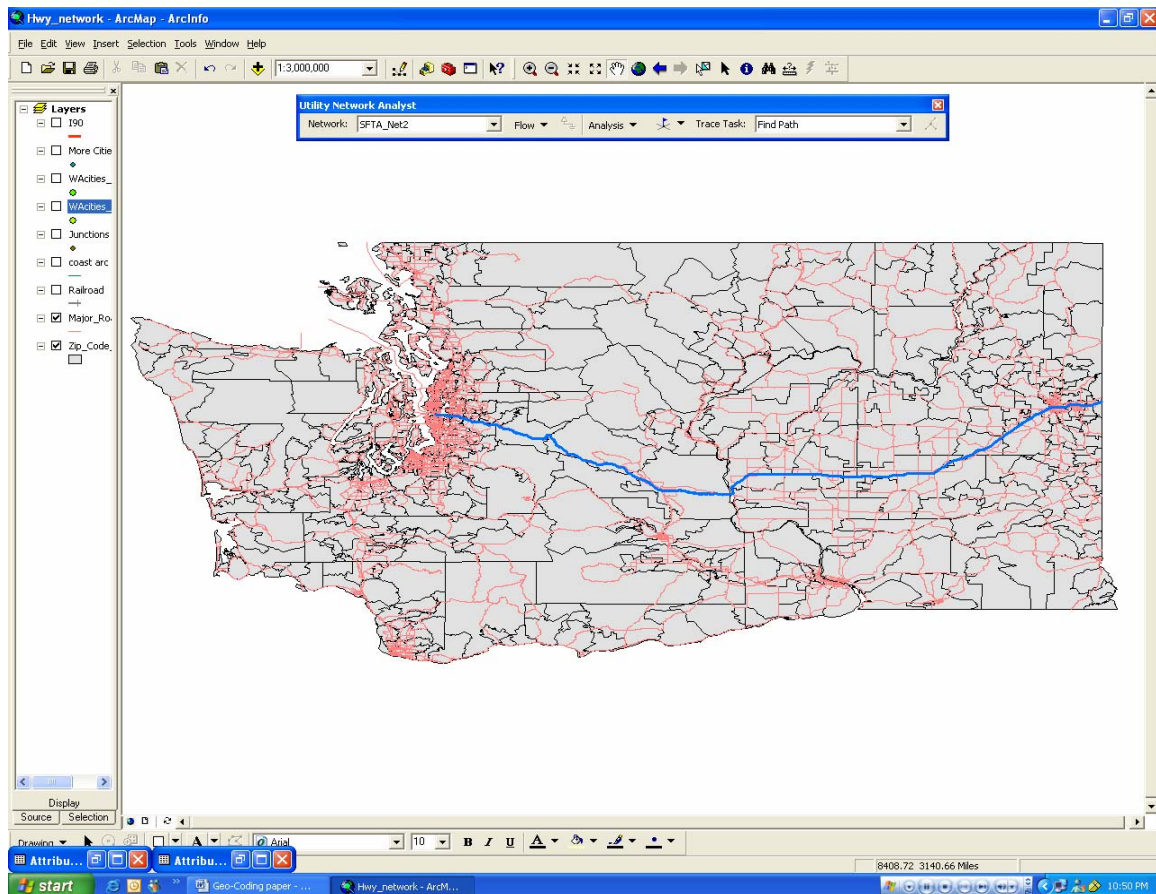 Hwy_network - ArcMap - ArcInfo
File Edit View Insert Selection Tools Window Help
1:3,000,000
Utility Network Analyst
Network: SFTA_Net2 Flow Analysis Trace Task: Find Path
Layers
I90
More Citie
WAcities_
WAcities_
Junctions
coast arc
Railroad
Major_Ro
Zip_Code_
Display
Source Selection
Drawing A Arial 10 B I U A
Attribu... Attribu...
8408.72 3140.66 Miles
start Geo-Coding paper - ... Hwy_network - ArcM... 10:50 PM